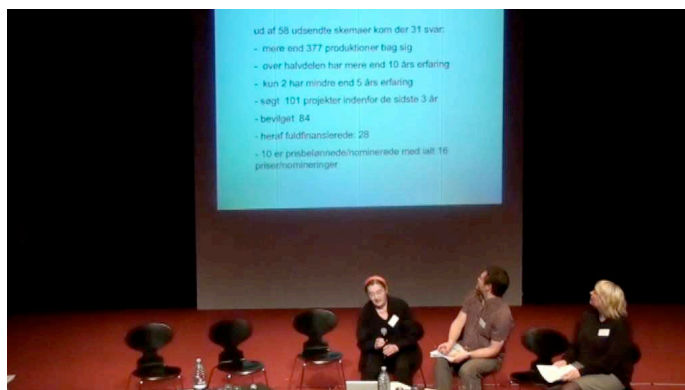 ud af 58 udsendte skemaer kom der 31 svar:
- mere end 377 produktioner bag sig
- over halvdelen har mere end 10 års erfaring
- kun 2 har mindre end 5 års erfaring
- søgt 101 projekter indenfor de sidste 3 år
- bevilget 84
- heraf fuldfinansierede: 28
- 10 er prisbelønnede/nominerede med ialt 16
priser/nomineringer